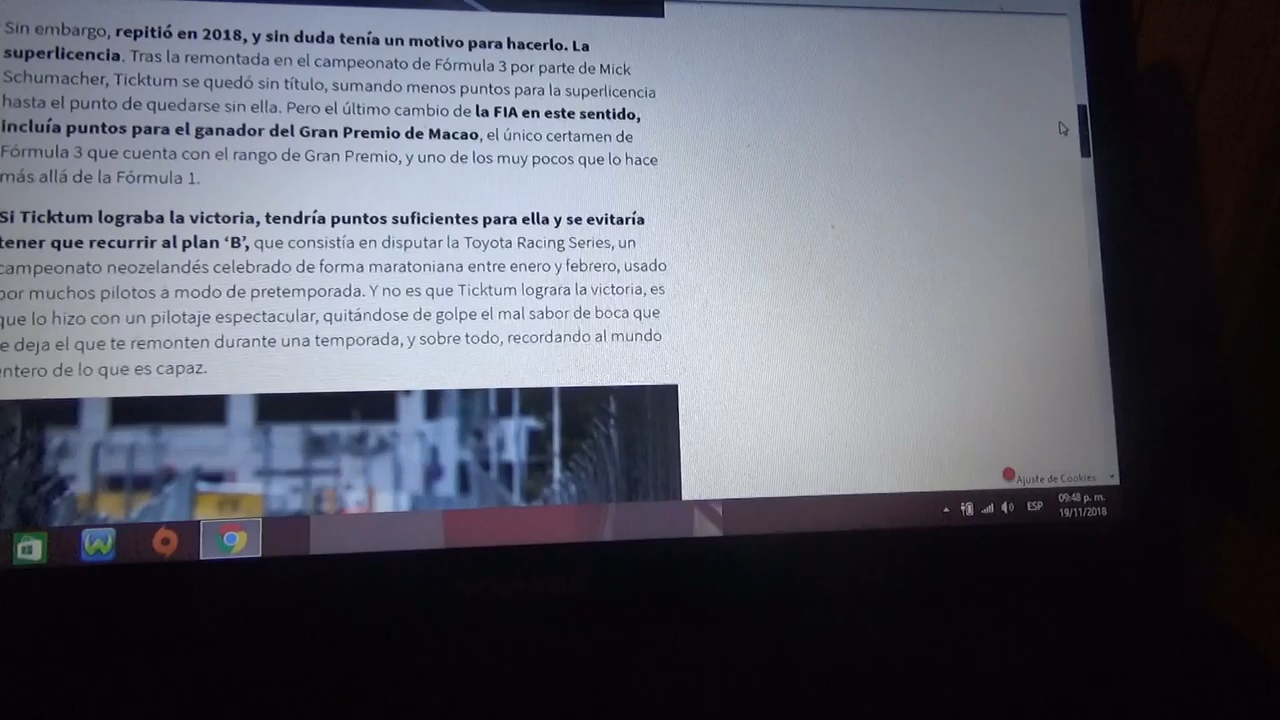 Sin embargo, repitió en 2018, y sin duda tenía un motivo para hacerlo. La
superlicencia. Tras la remontada en el campeonato de Fórmula 3 por parte de Mick
Schumacher, Ticktum se quedó sin título, sumando menos puntos para la superlicencia
hasta el punto de quedarse sin ella. Pero el último cambio de la FIA en este sentido,
incluía puntos para el ganador del Gran Premio de Macao, el único certamen de
Fórmula 3 que cuenta con el rango de Gran Premio, y uno de los muy pocos que lo hace
más allá de la Fórmula 1.
Si Ticktum lograba la victoria, tendría puntos suficientes para ella y se evitaría
tener que recurrir al plan ‘B’, que consistía en disputar la Toyota Racing Series, un
campeonato neozelandés celebrado de forma maratoniana entre enero y febrero, usado
por muchos pilotos a modo de pretemporada. Y no es que Ticktum lograra la victoria, es
que lo hizo con un pilotaje espectacular, quitándose de golpe el mal sabor de boca que
e deja el que te remonten durante una temporada, y sobre todo, recordando al mundo
entero de lo que es capaz.
Ajuste de Cookies
ESP
09:48 p. m.
19/11/2018